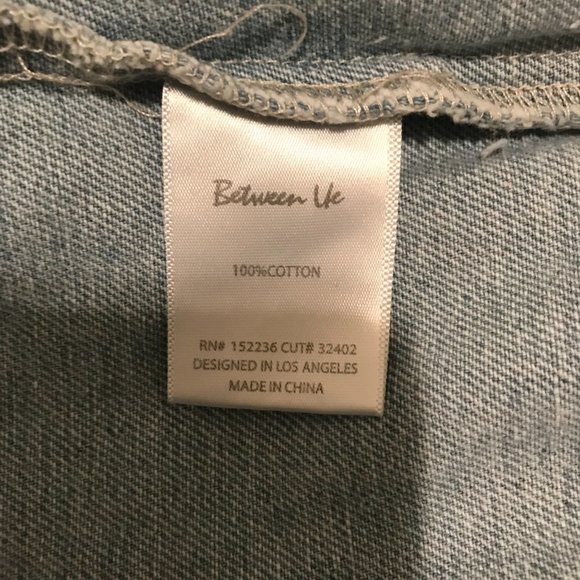 Between Us
100%COTTON
RN# 152236 CUT# 32402
DESIGNED IN LOS ANGELES
MADE IN CHINA